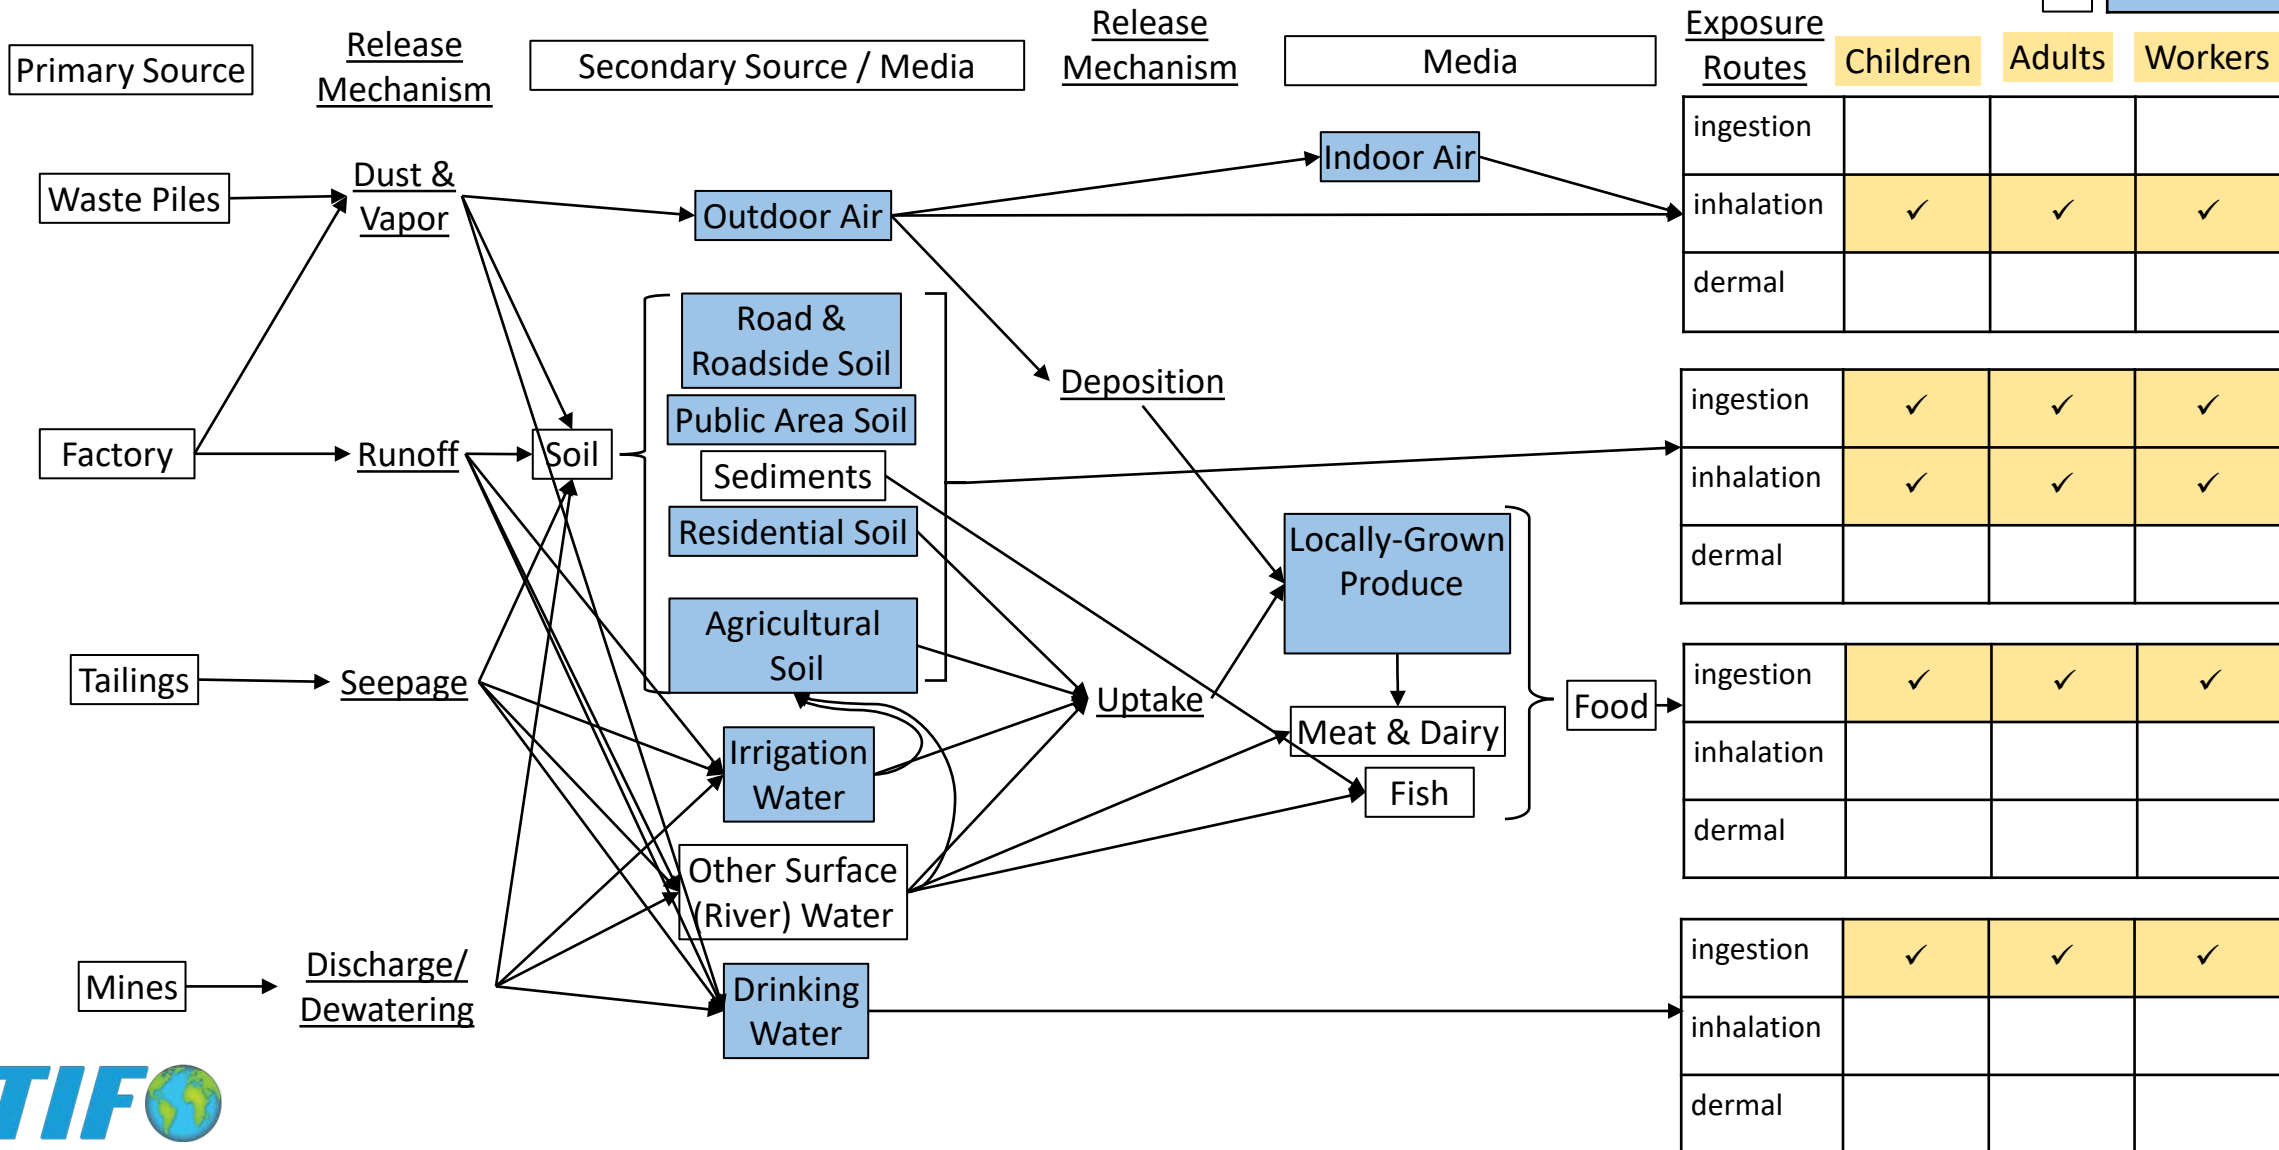 Primary Source
Release
Mechanism
Secondary Source / Media
Release
Mechanism
Media
Exposure
Routes
Children
Adults
Workers
Waste Piles
Dust &
Vapor
Outdoor Air
Indoor Air
ingestion
inhalation
✓ ✓ ✓
dermal
Factory
Runoff
Soil
Road &
Roadside Soil
Public Area Soil
Sediments
Residential Soil
Agricultural
Soil
Deposition
ingestion
✓ ✓ ✓
inhalation
✓ ✓ ✓
dermal
Tailings
Seepage
Irrigation
Water
Other Surface
(River) Water
Uptake
Locally-Grown
Produce
Meat & Dairy
Fish
Food
ingestion
✓ ✓ ✓
inhalation
dermal
Mines
Discharge/
Dewatering
Drinking
Water
ingestion
✓ ✓ ✓
inhalation
dermal
TIF